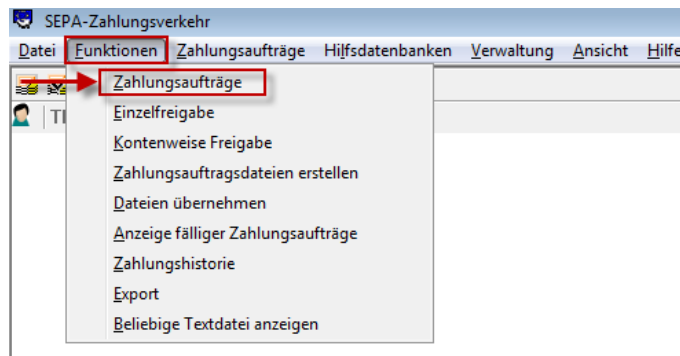 SEPA-Zahlungsverkehr
Datei Funktionen Zahlungsaufträge Hilfsdatenbanken Verwaltung Ansicht Hilfe
Zahlungsaufträge
Einzelfreigabe
Kontenweise Freigabe
Zahlungsauftragsdateien erstellen
Dateien übernehmen
Anzeige fälliger Zahlungsaufträge
Zahlungshistorie
Export
Beliebige Textdatei anzeigen